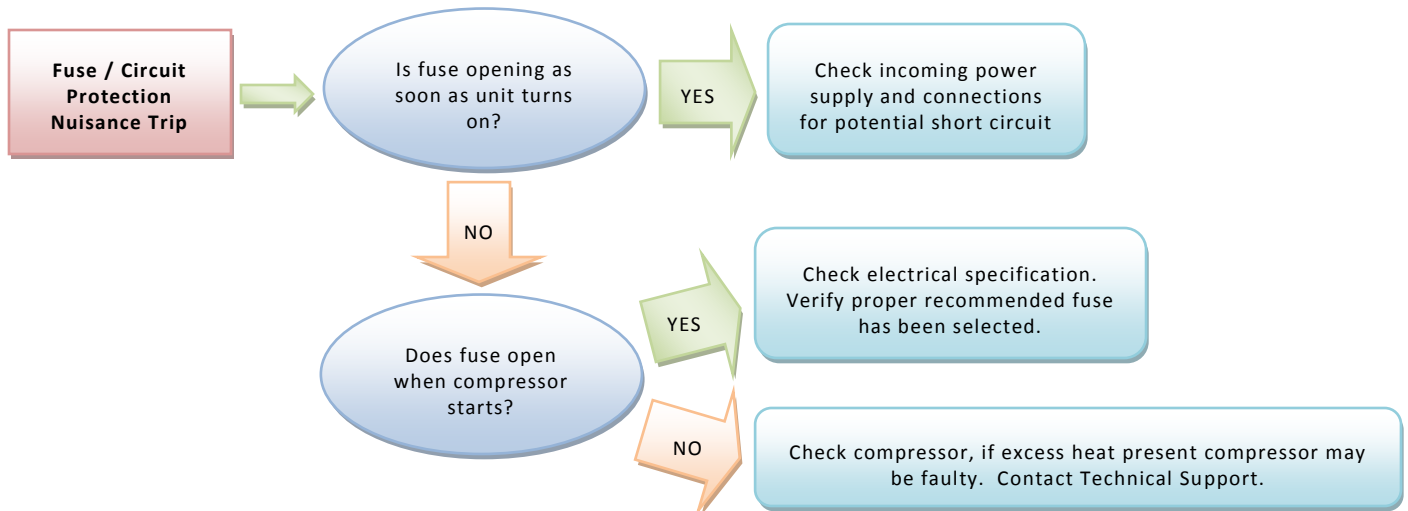 Fuse / Circuit
Protection
Nuisance Trip
Is fuse opening as
soon as unit turns
on?
YES
Check incoming power
supply and connections
for potential short circuit
NO
Does fuse open
when compressor
starts?
YES
Check electrical specification.
Verify proper recommended fuse
has been selected.
NO
Check compressor, if excess heat present compressor may
be faulty.  Contact Technical Support.